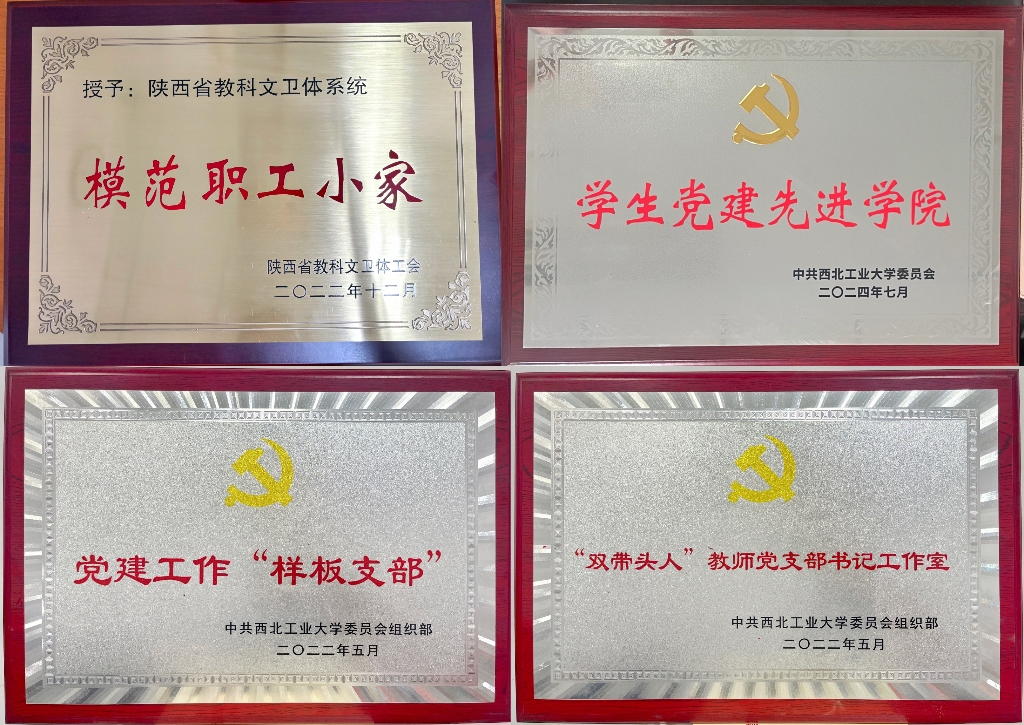 授予：陕西省教科文卫体系统
模范职工小家
陕西省教科文卫体工会
二〇二二年十二月
学生党建先进学院
中共西北工业大学委员会
二〇二四年七月
党建工作“样板支部”
中共西北工业大学委员会组织部
二〇二二年五月
“双带头人”教师党支部书记工作室
中共西北工业大学委员会组织部
二〇二二年五月